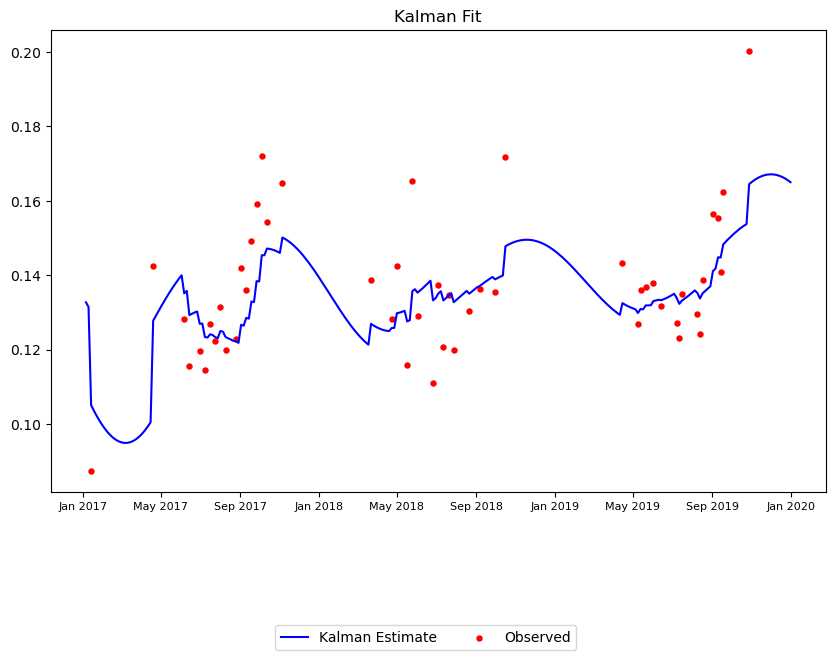 Kalman Fit
0.20
0.18
0.16
0.14
0.12
0.10
Jan 2017 May 2017 Sep 2017 Jan 2018 May 2018 Sep 2018 Jan 2019 May 2019 Sep 2019 Jan 2020
Kalman Estimate Observed